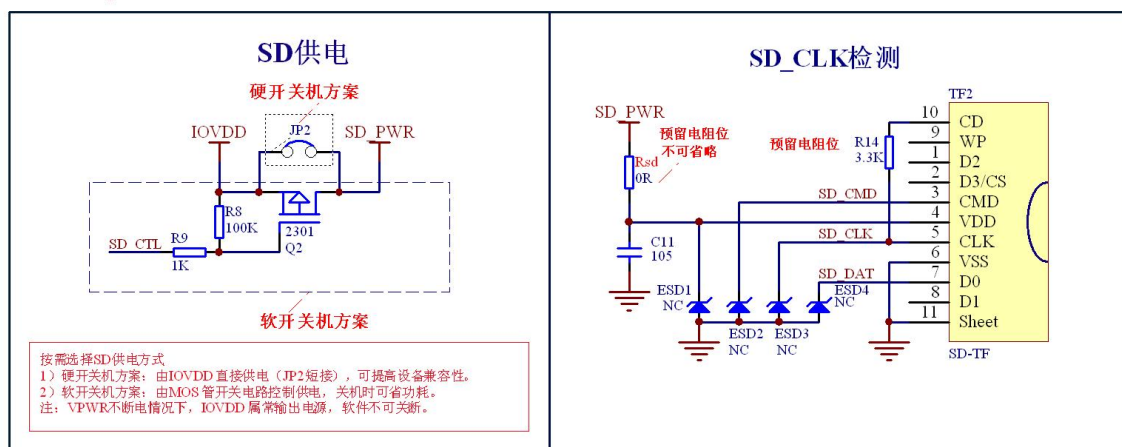 SD供电
硬开关机方案
IOVDD
JP2
SD_PWR
R8
100K
SD_CTL
R9
1K
2301
Q2
软开关机方案
按需选择SD供电方式
1）硬开关机方案：由IOVDD直接供电（JP2短接），可提高设备兼容性。
2）软开关机方案：由MOS管开关电路控制供电，关机时可省功耗。
注：VPWR不断电情况下，IOVDD属常输出电源，软件不可关断。
SD_CLK检测
TF2
SD_PWR
预留电阻位
不可省略
Rsd
0R
预留电阻位
R14
3.3K
10 CD
9 WP
1 D2
2 D3/CS
SD_CMD 3 CMD
4 VDD
SD_CLK 5 CLK
6 VSS
SD_DAT 7 D0
8 D1
11 Sheet
SD-TF
C11
105
ESD1
NC
ESD2
NC
ESD3
NC
ESD4
NC